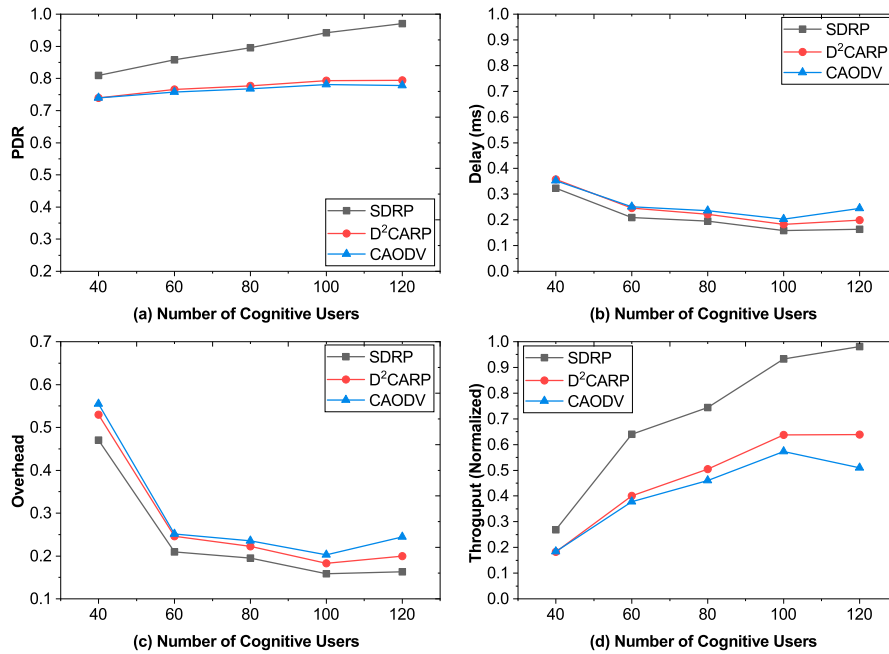 1.0
0.9
0.8
0.7
0.6
0.5
0.4
0.3
0.2
PDR
SDRP
D²CARP
CAODV
40 60 80 100 120
(a) Number of Cognitive Users
1.0
0.9
0.8
0.7
0.6
0.5
0.4
0.3
0.2
0.1
0.0
Delay (ms)
SDRP
D²CARP
CAODV
40 60 80 100 120
(b) Number of Cognitive Users
0.7
0.6
0.5
0.4
0.3
0.2
0.1
Overhead
SDRP
D²CARP
CAODV
40 60 80 100 120
(c) Number of Cognitive Users
1.0
0.9
0.8
0.7
0.6
0.5
0.4
0.3
0.2
0.1
0.0
Throguput (Normalized)
SDRP
D²CARP
CAODV
40 60 80 100 120
(d) Number of Cognitive Users